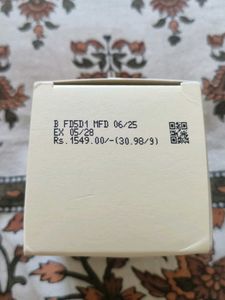 B FD5D1 MFD 06/25
EX 05/28
Rs.1549.00/-(30.98/9)